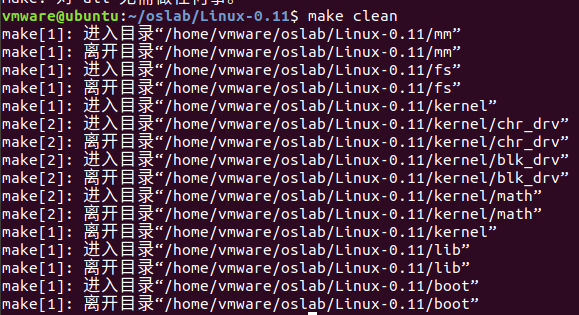 make: 对"all"无需做任何事。
vmware@ubuntu:~/oslab/Linux-0.11$ make clean
make[1]: 进入目录“/home/vmware/oslab/Linux-0.11/mm”
make[1]: 离开目录“/home/vmware/oslab/Linux-0.11/mm”
make[1]: 进入目录“/home/vmware/oslab/Linux-0.11/fs”
make[1]: 离开目录“/home/vmware/oslab/Linux-0.11/fs”
make[1]: 进入目录“/home/vmware/oslab/Linux-0.11/kernel”
make[2]: 进入目录“/home/vmware/oslab/Linux-0.11/kernel/chr_drv”
make[2]: 离开目录“/home/vmware/oslab/Linux-0.11/kernel/chr_drv”
make[2]: 进入目录“/home/vmware/oslab/Linux-0.11/kernel/blk_drv”
make[2]: 离开目录“/home/vmware/oslab/Linux-0.11/kernel/blk_drv”
make[2]: 进入目录“/home/vmware/oslab/Linux-0.11/kernel/math”
make[2]: 离开目录“/home/vmware/oslab/Linux-0.11/kernel/math”
make[1]: 离开目录“/home/vmware/oslab/Linux-0.11/kernel”
make[1]: 进入目录“/home/vmware/oslab/Linux-0.11/lib”
make[1]: 离开目录“/home/vmware/oslab/Linux-0.11/lib”
make[1]: 进入目录“/home/vmware/oslab/Linux-0.11/boot”
make[1]: 离开目录“/home/vmware/oslab/Linux-0.11/boot”